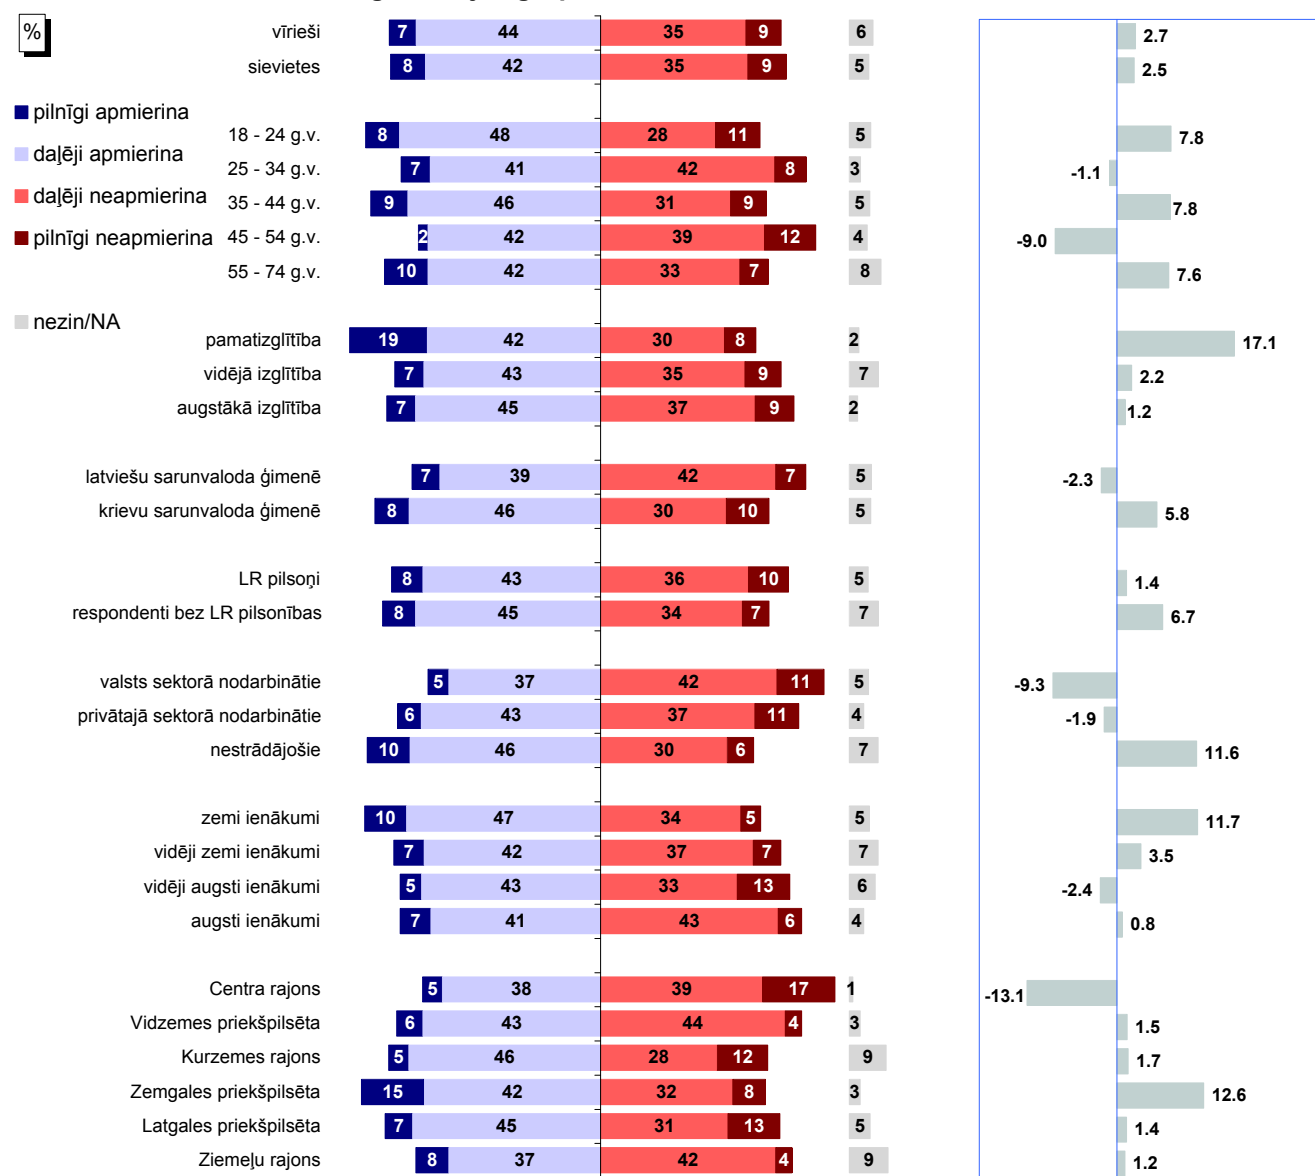 %
pilnīgi apmierina
daļēji apmierina
daļēji neapmierina
pilnīgi neapmierina
nezin/NA
vīrieši 7 44 35 9 6 2.7
sievietes 8 42 35 9 5 2.5
18 - 24 g.v. 8 48 28 11 5 7.8
25 - 34 g.v. 7 41 42 8 3 -1.1
35 - 44 g.v. 9 46 31 9 5 7.8
45 - 54 g.v. 2 42 39 12 4 -9.0
55 - 74 g.v. 10 42 33 7 8 7.6
pamatizglītība 19 42 30 8 2 17.1
vidējā izglītība 7 43 35 9 7 2.2
augstākā izglītība 7 45 37 9 2 1.2
latviešu sarunvaloda ģimenē 7 39 42 7 5 -2.3
krievu sarunvaloda ģimenē 8 46 30 10 5 5.8
LR pilsoņi 8 43 36 10 5 1.4
respondenti bez LR pilsonības 8 45 34 7 7 6.7
valsts sektorā nodarbinātie 5 37 42 11 5 -9.3
privātajā sektorā nodarbinātie 6 43 37 11 4 -1.9
nestrādājošie 10 46 30 6 7 11.6
zemi ienākumi 10 47 34 5 5 11.7
vidēji zemi ienākumi 7 42 37 7 7 3.5
vidēji augsti ienākumi 5 43 33 13 6 -2.4
augsti ienākumi 7 41 43 6 4 0.8
Centra rajons 5 38 39 17 1 -13.1
Vidzemes priekšpilsēta 6 43 44 4 3 1.5
Kurzemes rajons 5 46 28 12 9 1.7
Zemgales priekšpilsēta 15 42 32 8 3 12.6
Latgales priekšpilsēta 7 45 31 13 5 1.4
Ziemeļu rajons 8 37 42 4 9 1.2